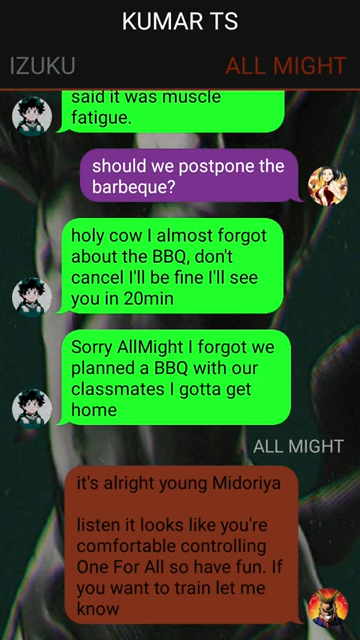 KUMAR TS
IZUKU
ALL MIGHT
said it was muscle
fatigue.
should we postpone the
barbeque?
holy cow I almost forgot
about the BBQ, don't
cancel I'll be fine I'll see
you in 20min
Sorry AllMight I forgot we
planned a BBQ with our
classmates I gotta get
home
ALL MIGHT
it's alright young Midoriya
listen it looks like you're
comfortable controlling
One For All so have fun. If
you want to train let me
know